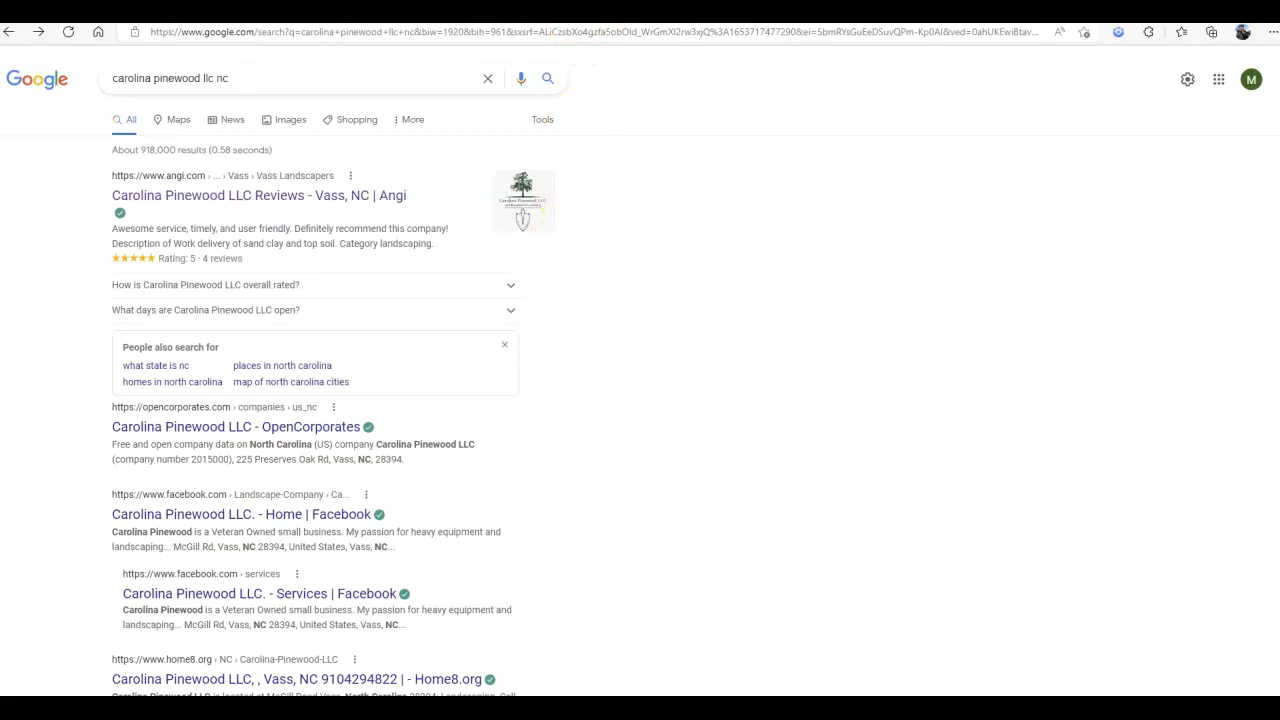 https://www.google.com/search?q=carolina+pinewood+llc+nc&biw=1920&bih=961&sxsrf=ALiCzsbXo4gzfa5obOld_WrGmXl2rw3xjQ%3A1653717477290&ei=5bmRYsGuEeDSuvQPm-Kp0AI&ved=0ahUKEwiBtav...
Google
carolina pinewood llc nc
M
All Maps News Images Shopping More Tools
About 918,000 results (0.58 seconds)
https://www.angi.com › ... › Vass › Vass Landscapers
Carolina Pinewood LLC Reviews - Vass, NC | Angi
Carolina Pinewood LLC
Awesome service, timely, and user friendly. Definitely recommend this company!
Description of Work delivery of sand clay and top soil. Category landscaping.
Rating: 5 · 4 reviews
How is Carolina Pinewood LLC overall rated?
What days are Carolina Pinewood LLC open?
People also search for
what state is nc places in north carolina
homes in north carolina map of north carolina cities
https://opencorporates.com › companies › us_nc
Carolina Pinewood LLC - OpenCorporates
Free and open company data on North Carolina (US) company Carolina Pinewood LLC
(company number 2015000), 225 Preserves Oak Rd, Vass, NC, 28394.
https://www.facebook.com › Landscape-Company › Ca...
Carolina Pinewood LLC. - Home | Facebook
Carolina Pinewood is a Veteran Owned small business. My passion for heavy equipment and
landscaping... McGill Rd, Vass, NC 28394, United States, Vass, NC...
https://www.facebook.com › services
Carolina Pinewood LLC. - Services | Facebook
Carolina Pinewood is a Veteran Owned small business. My passion for heavy equipment and
landscaping... McGill Rd, Vass, NC 28394, United States, Vass, NC...
https://www.home8.org › NC › Carolina-Pinewood-LLC
Carolina Pinewood LLC, , Vass, NC 9104294822 | - Home8.org